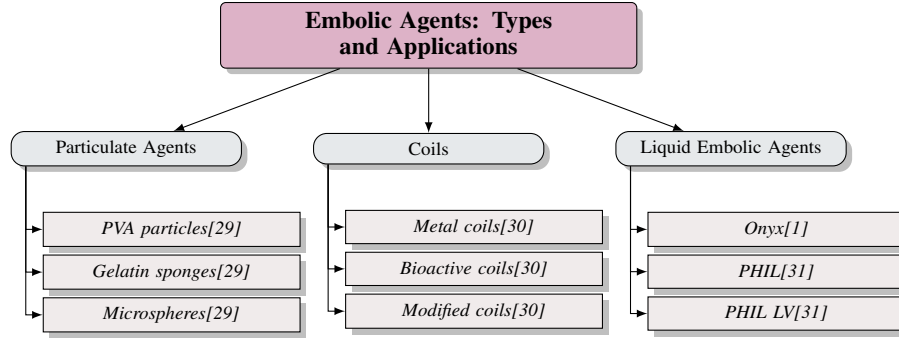 Embolic Agents: Types
and Applications
Particulate Agents
Coils
Liquid Embolic Agents
PVA particles[29]
Gelatin sponges[29]
Microspheres[29]
Metal coils[30]
Bioactive coils[30]
Modified coils[30]
Onyx[1]
PHIL[31]
PHIL LV[31]